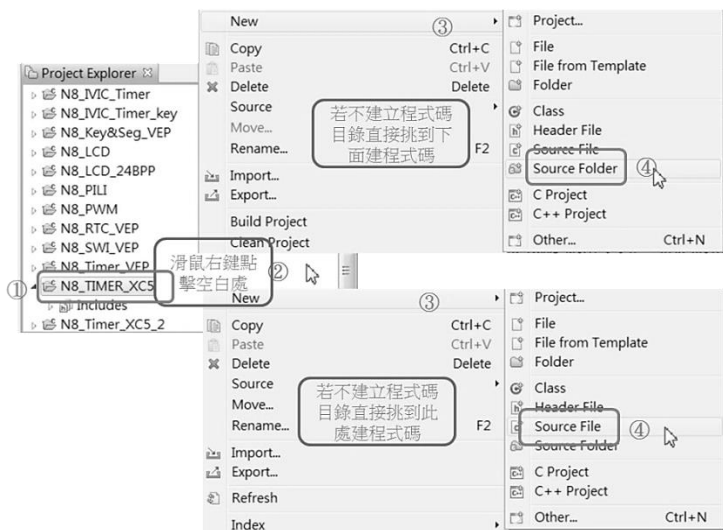 New
③
Project...
File
Copy Ctrl+C
File from Template
Paste Ctrl+V
Folder
Delete Delete
Source
Class
Move...
Header File
Rename... F2
Source File
若不建立程式碼
目錄直接挑到下
面建程式碼
Source Folder
④
Import...
Export...
C Project
C++ Project
Build Project
Clean Project
Other... Ctrl+N
Project Explorer
N8_IVIC_Timer
N8_IVIC_Timer_key
N8_Key&Seg_VEP
N8_LCD
N8_LCD_24BPP
N8_PILI
N8_PWM
N8_RTC_VEP
N8_SWI_VEP
N8_Timer_VEP
① N8_TIMER_XC5
Includes
N8_Timer_XC5_2
滑鼠右鍵點
擊空白處
②
New
③
Project...
File
Copy Ctrl+C
File from Template
Paste Ctrl+V
Folder
Delete Delete
Source
Class
Move...
Header File
Rename... F2
若不建立程式碼
目錄直接挑到此
處建程式碼
Source File
④
Source Folder
Import...
Export...
C Project
C++ Project
Refresh
Index
Other... Ctrl+N